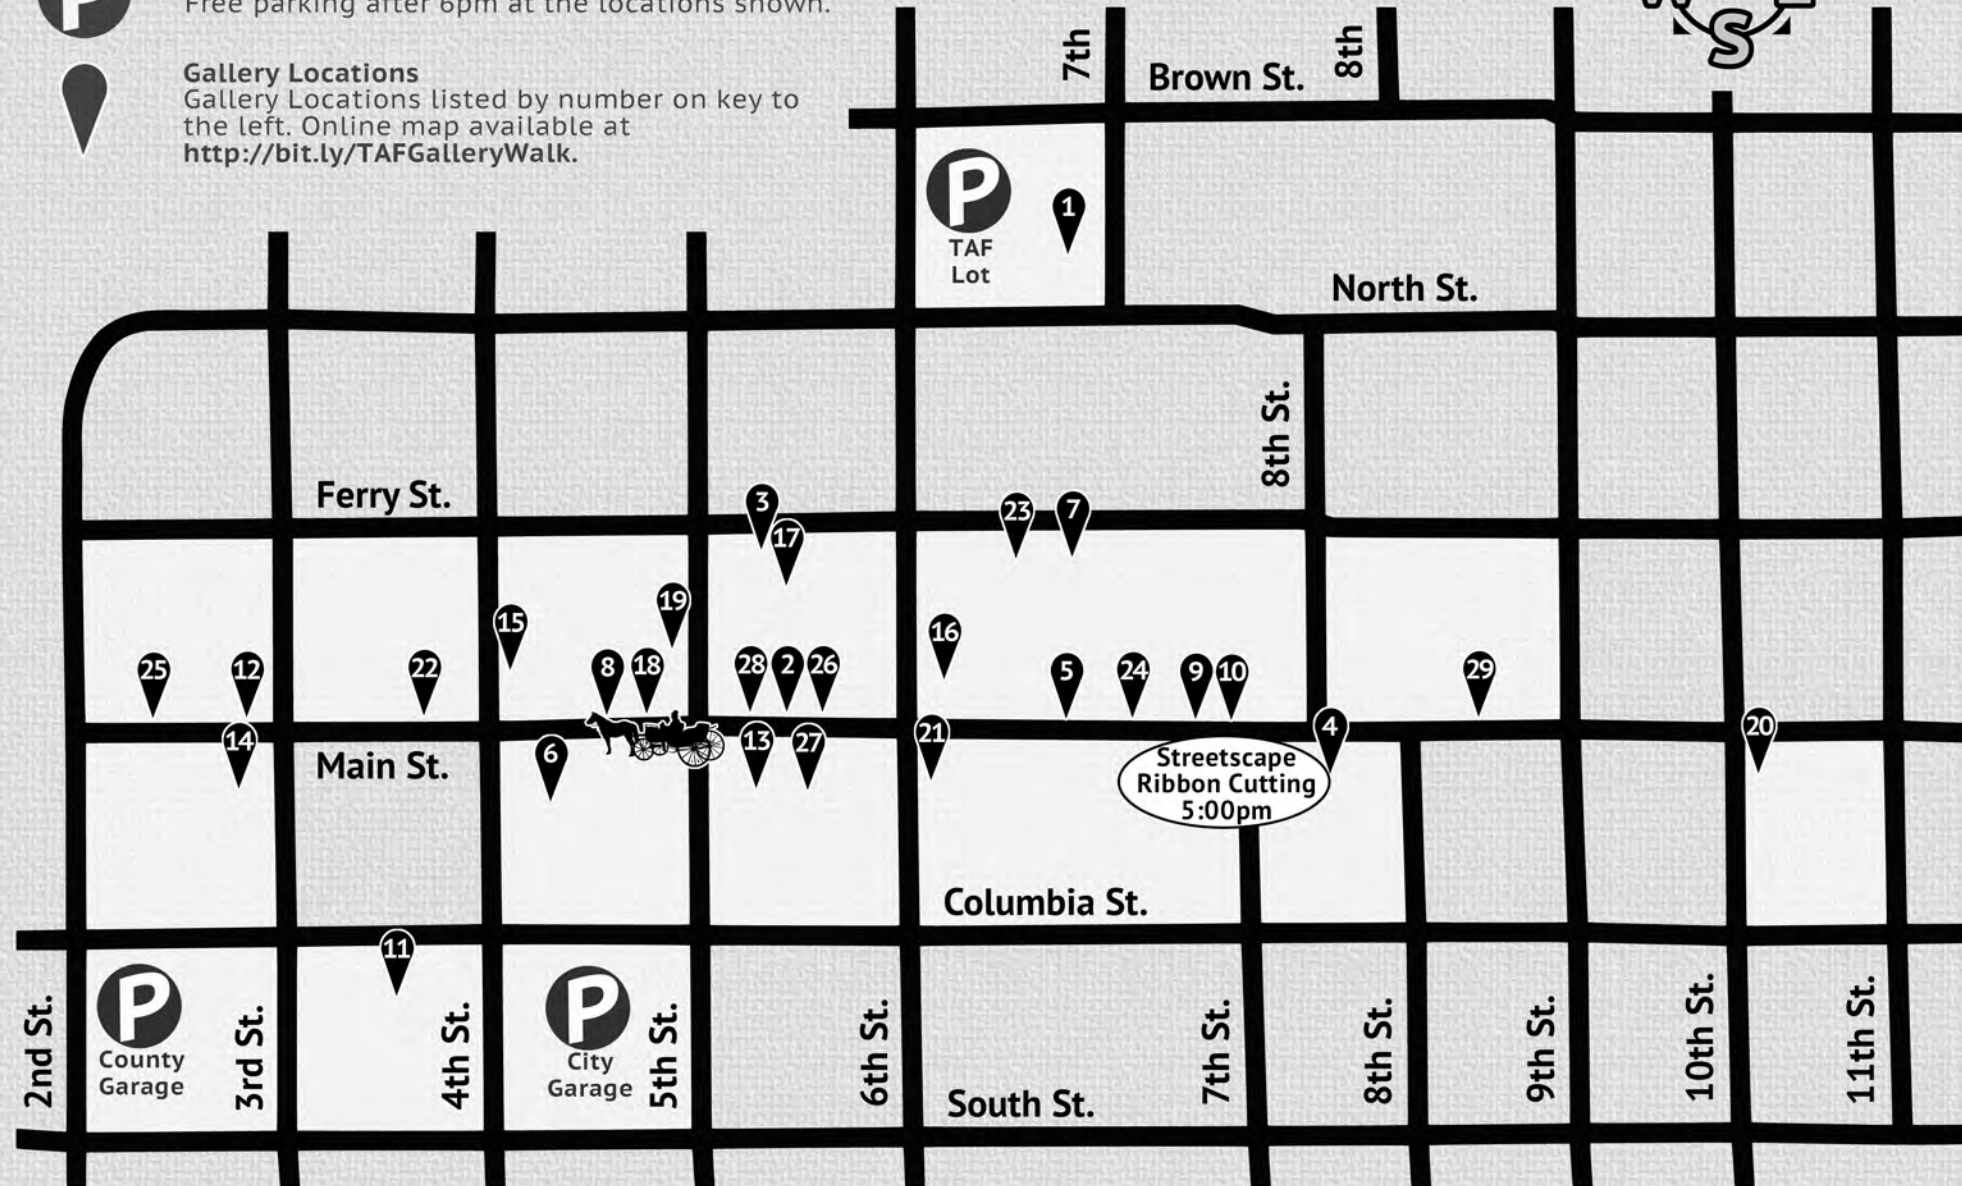 P
Free parking after 6pm at the locations shown.
Gallery Locations
Gallery Locations listed by number on key to
the left. Online map available at
http://bit.ly/TAFGalleryWalk.
S
7th
8th
Brown St.
P
TAF
Lot
1
North St.
8th St.
Ferry St.
3
17
23
7
15
19
16
25
12
22
8
18
28
2
26
5
24
9
10
29
14
Main St.
6
13
27
21
4
20
Streetscape
Ribbon Cutting
5:00pm
Columbia St.
11
P
County
Garage
P
City
Garage
2nd St.
3rd St.
4th St.
5th St.
6th St.
7th St.
8th St.
9th St.
10th St.
11th St.
South St.